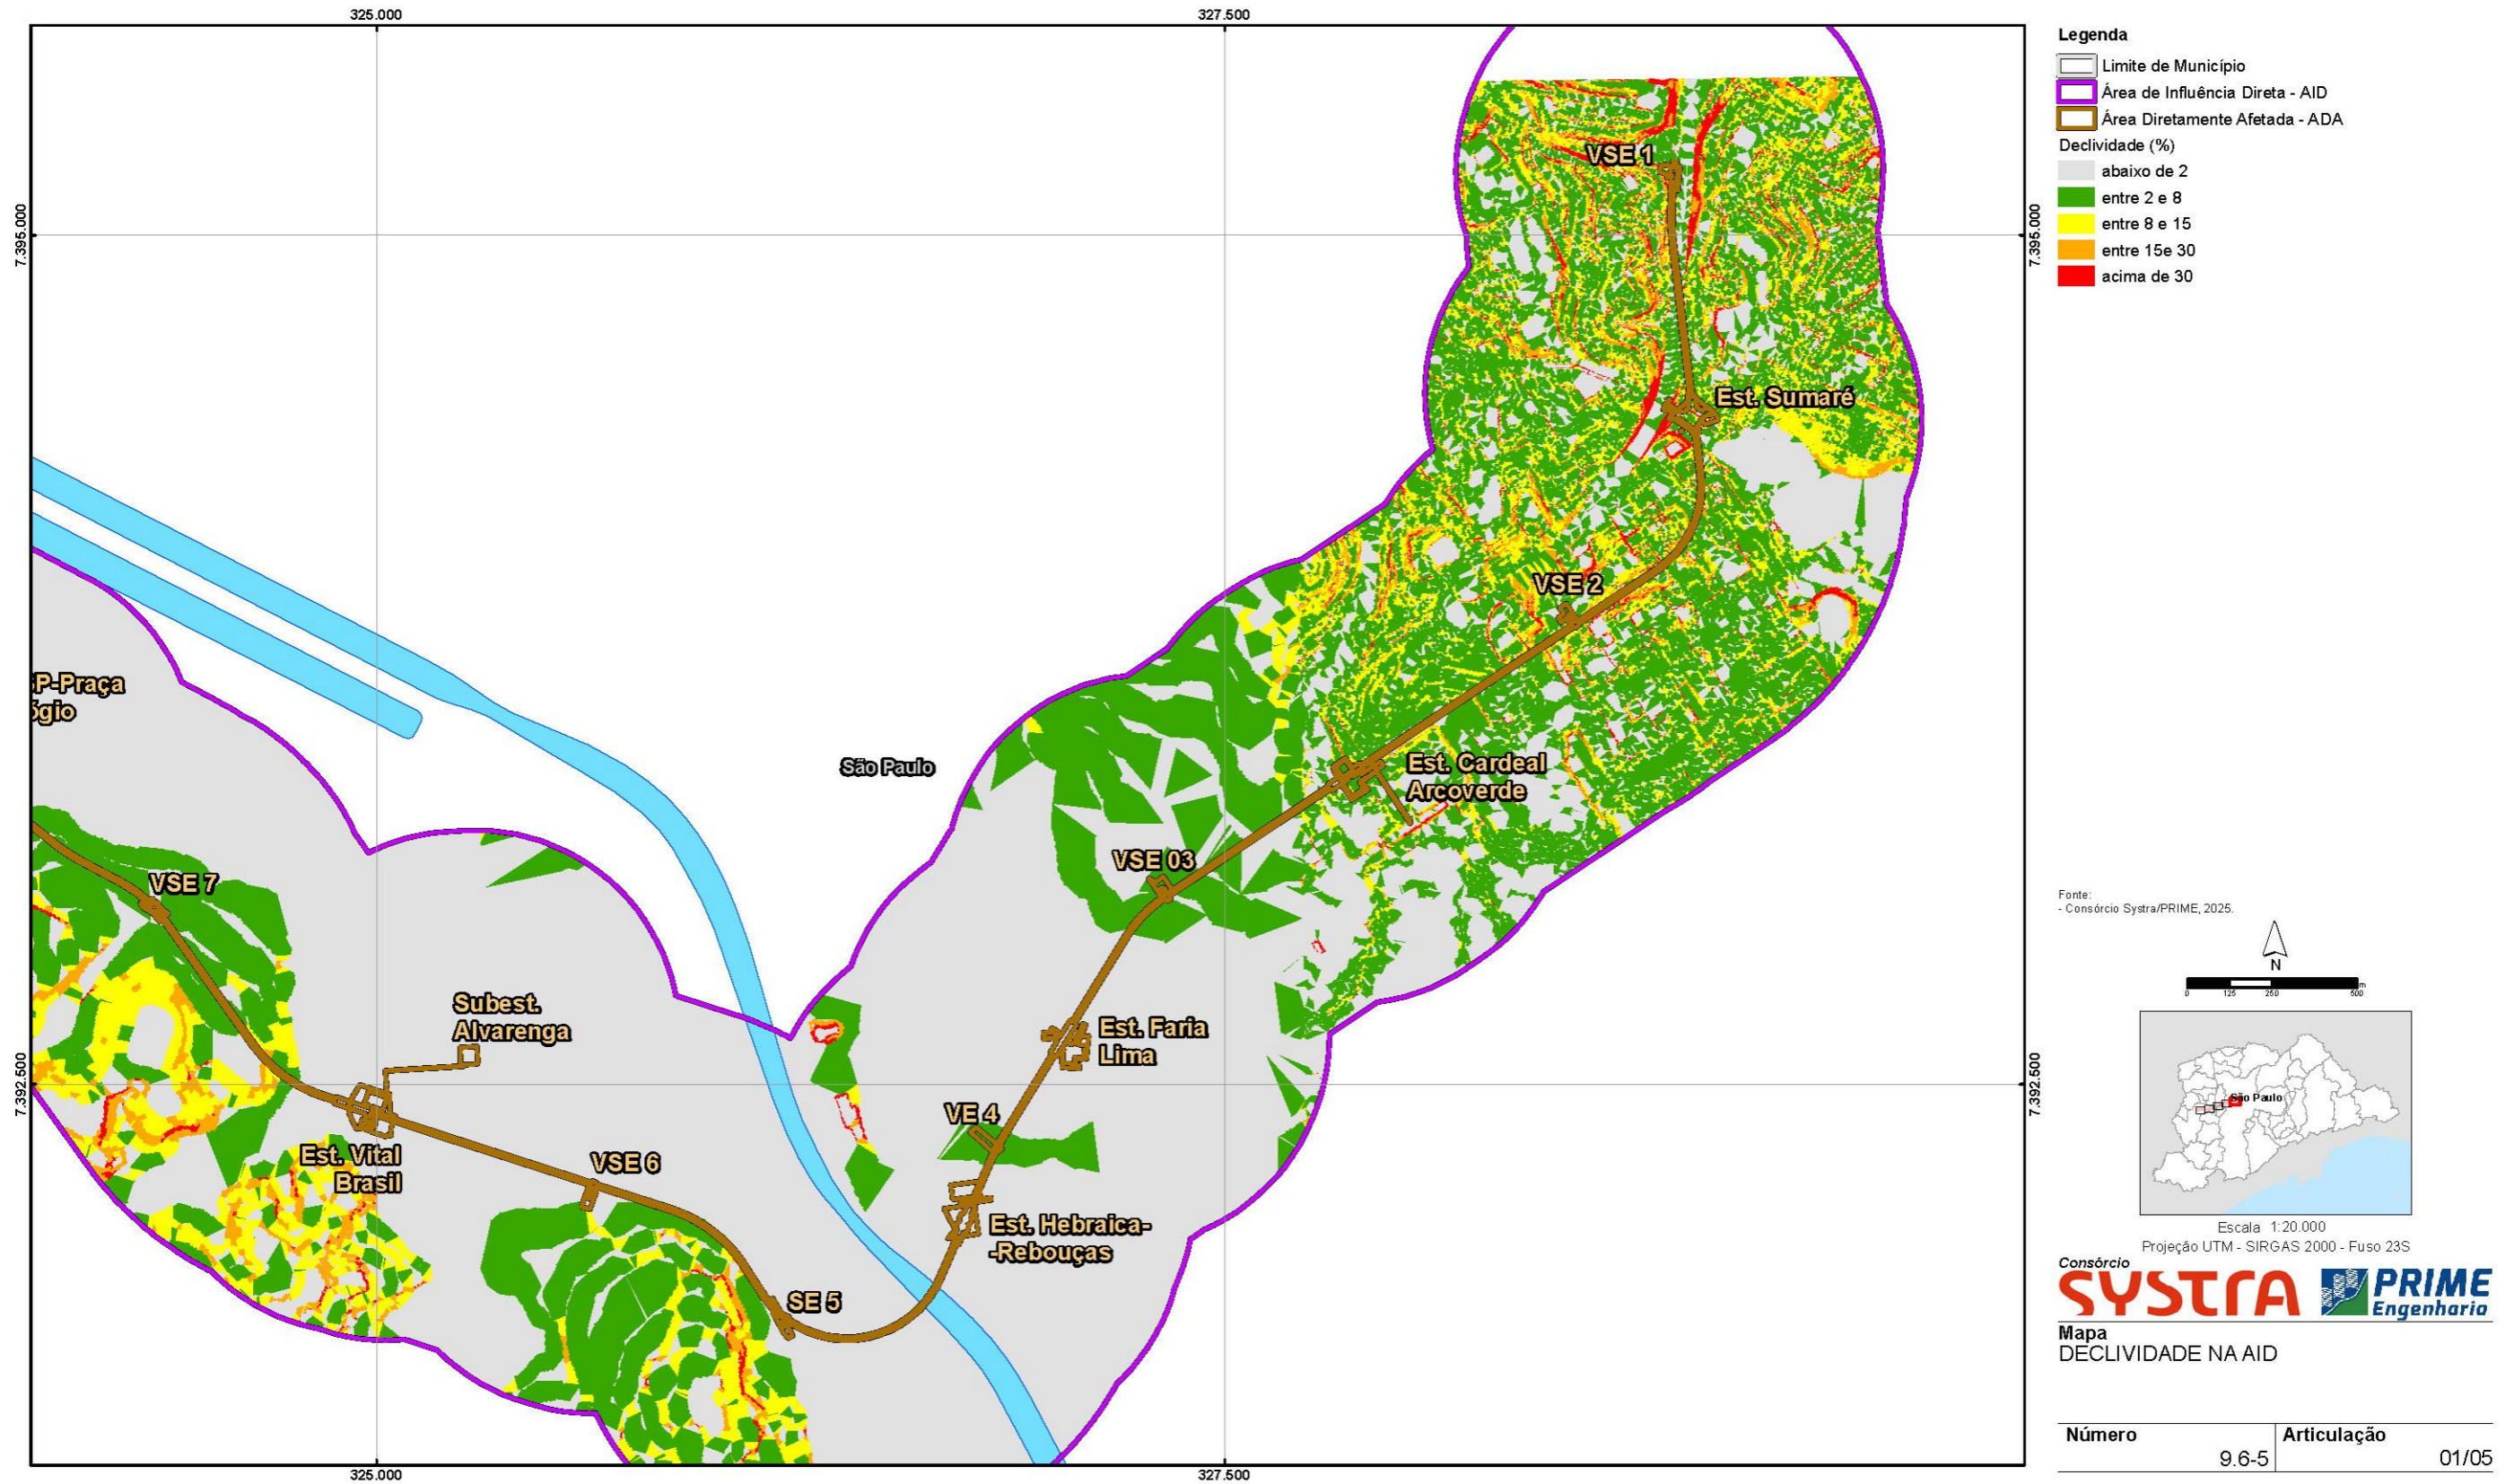 325.000
327.500
7.395.000
7.395.000
7.392.500
7.392.500
325.000
327.500
VSE 1
Est. Sumaré
VSE 2
Est. Cardeal
Arcoverde
VSE 03
São Paulo
P-Praça
ógio
VSE 7
Subest.
Alvarenga
Est. Faria
Lima
VE 4
Est. Vital
Brasil
VSE 6
Est. Hebraica-
-Rebouças
SE 5
Legenda
Limite de Município
Área de Influência Direta - AID
Área Diretamente Afetada - ADA
Declividade (%)
abaixo de 2
entre 2 e 8
entre 8 e 15
entre 15e 30
acima de 30
Fonte:
- Consórcio Systra/PRIME, 2025.
N
0 125 250 500 m
São Paulo
Escala 1:20.000
Projeção UTM - SIRGAS 2000 - Fuso 23S
Consórcio
SYSTRA
PRIME
Engenharia
Mapa
DECLIVIDADE NA AID
Número Articulação
9.6-5 01/05